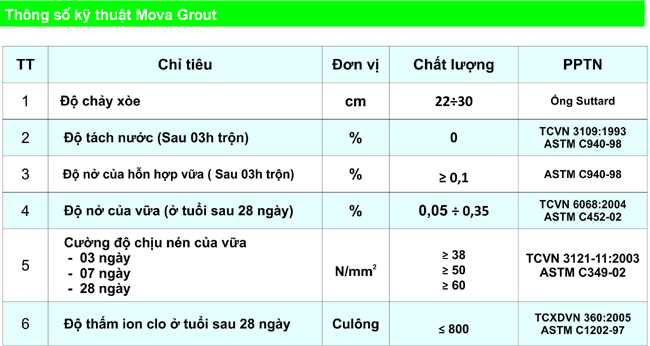 Thông số kỹ thuật Mova Grout
TT Chỉ tiêu Đơn vị Chất lượng PPTN
1 Độ chảy xòe cm 22÷30 Ống Suttard
2 Độ tách nước (Sau 03h trộn) % 0 TCVN 3109:1993
ASTM C940-98
3 Độ nở của hỗn hợp vữa ( Sau 03h trộn) % ≥ 0,1 ASTM C940-98
4 Độ nở của vữa (ở tuổi sau 28 ngày) % 0,05 ÷ 0,35 TCVN 6068:2004
ASTM C452-02
5 Cường độ chịu nén của vữa N/mm² TCVN 3121-11:2003
ASTM C349-02
- 03 ngày ≥ 38
- 07 ngày ≥ 50
- 28 ngày ≥ 60
6 Độ thấm ion clo ở tuổi sau 28 ngày Culông ≤ 800 TCXDVN 360:2005
ASTM C1202-97